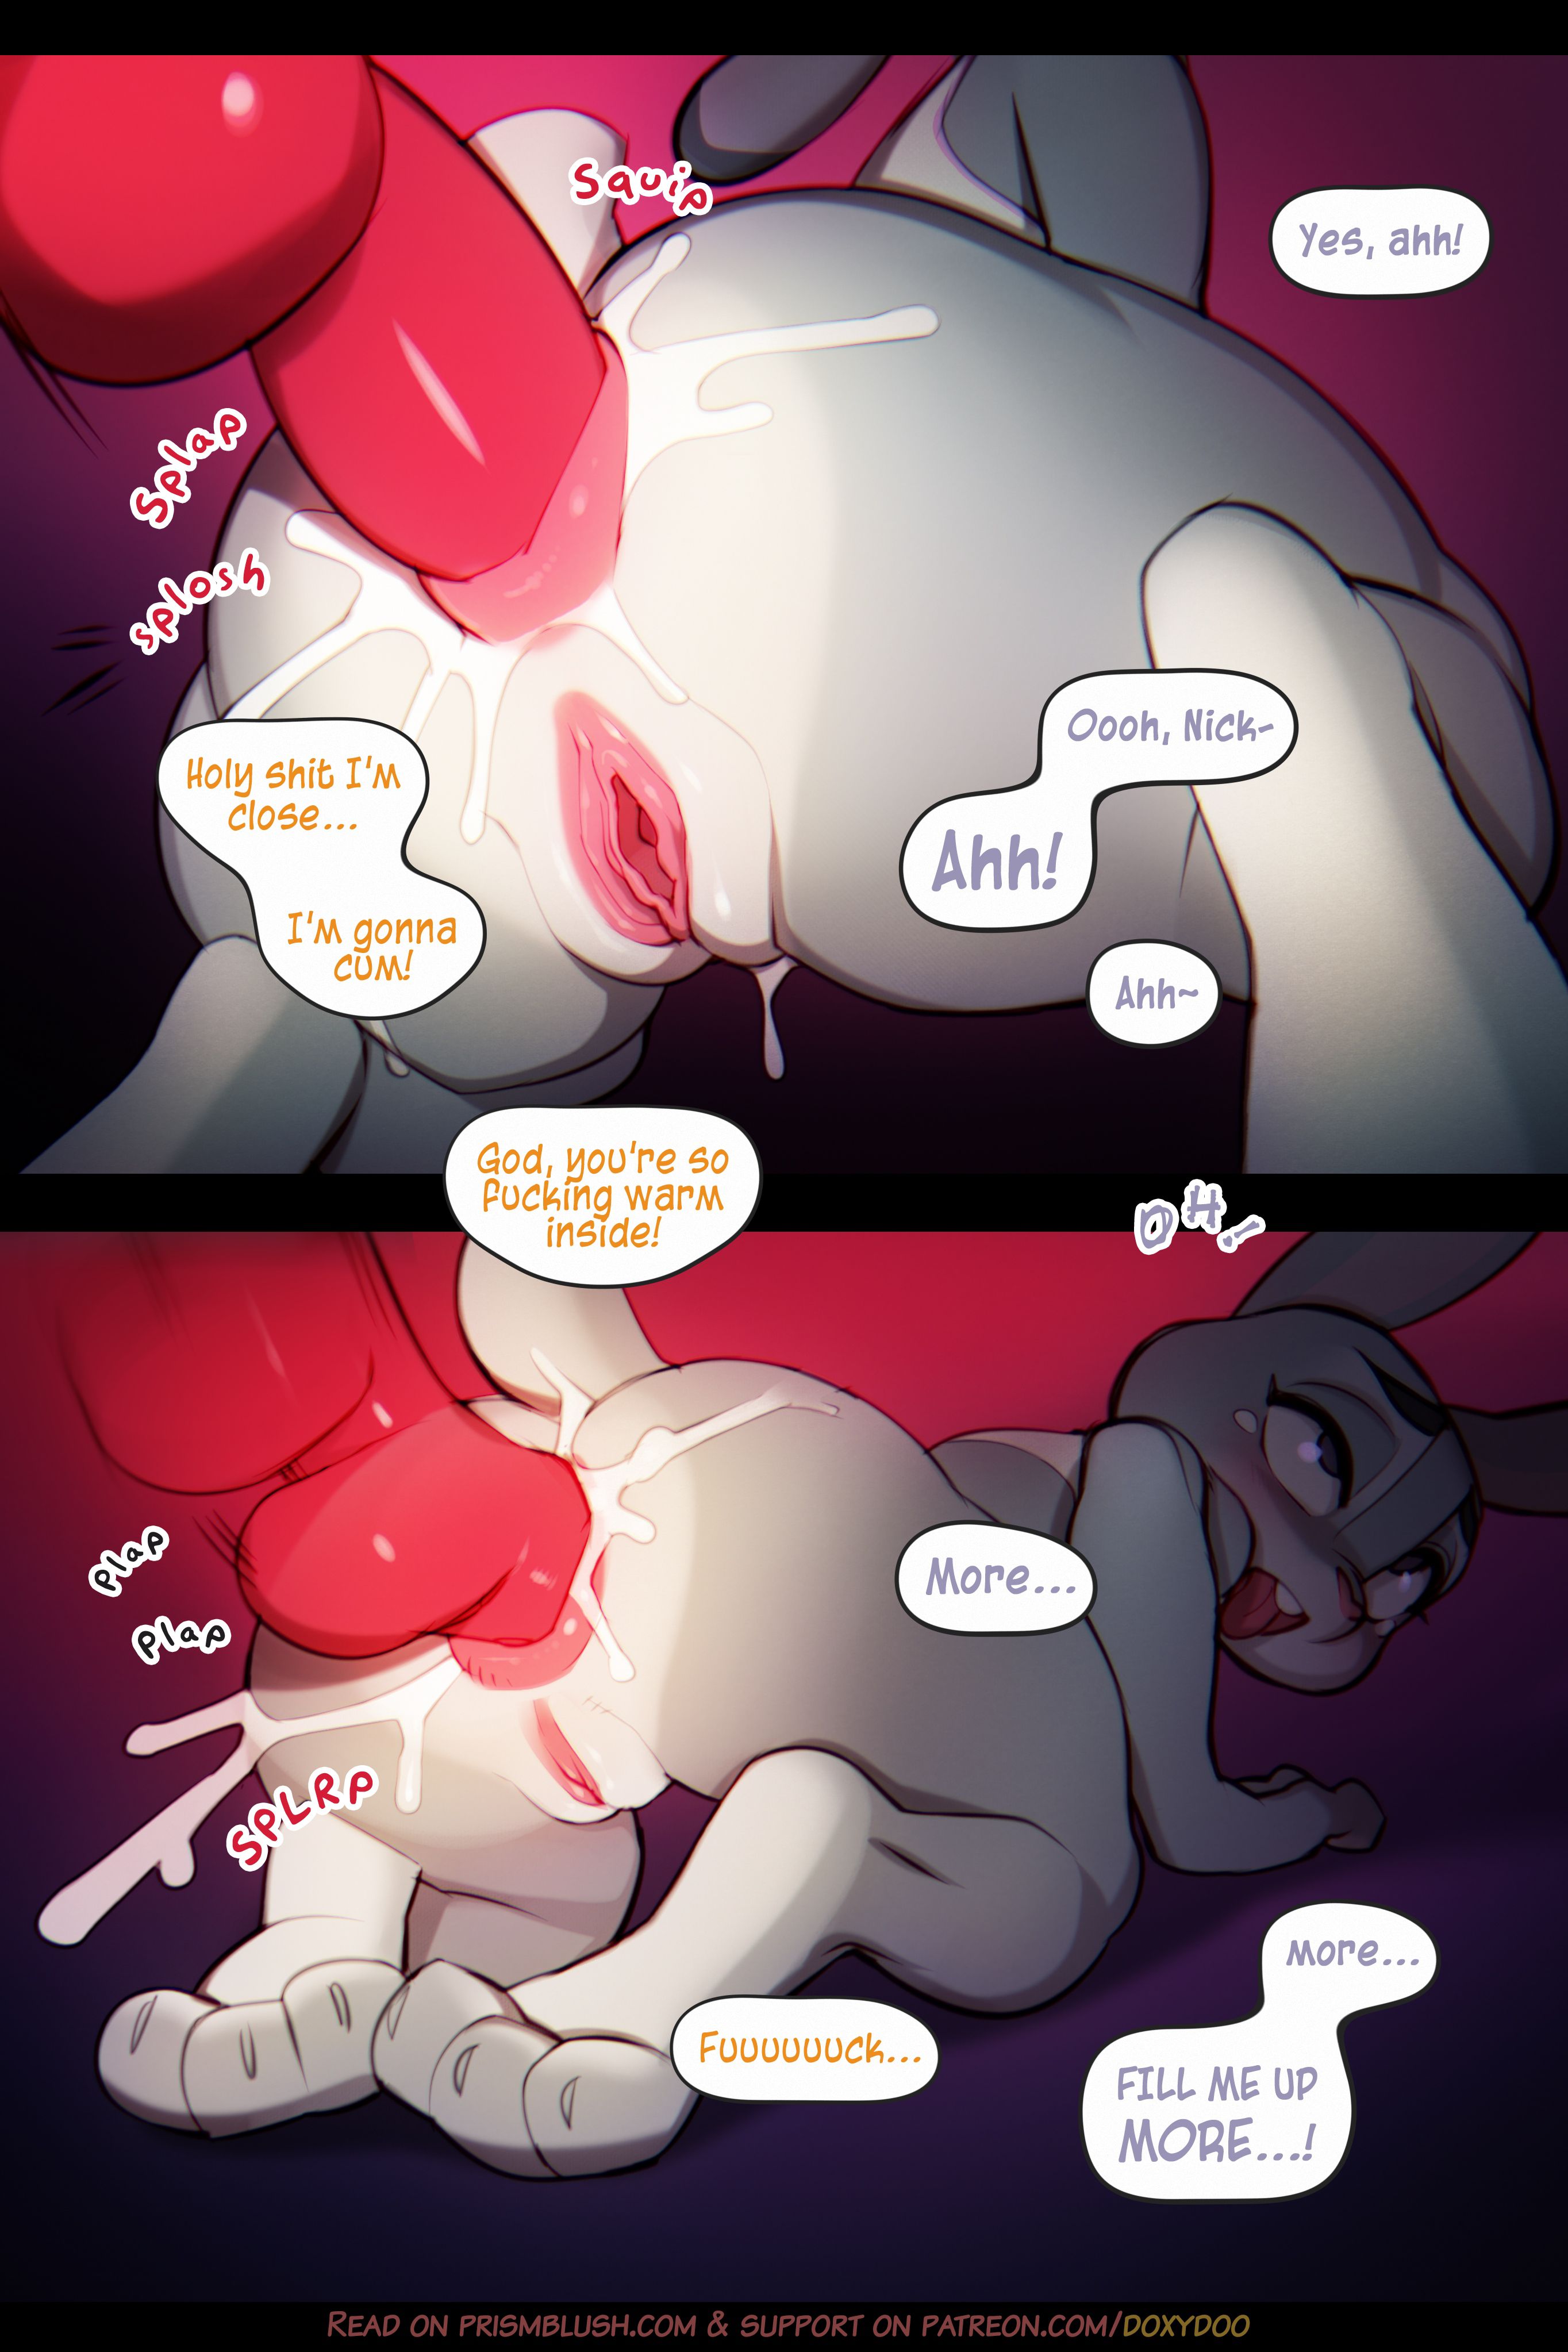 Squip
Yes, ahh!
Splap
splosh
Holy shit I'm
close...
I'm gonna
cum!
Oooh, Nick~
Ahh!
Ahh~
God, you're so
fucking warm
inside!
OH!
plap
plap
More...
SPLRP
more...
Fuuuuuuck...
FILL ME UP
MORE...!
READ ON PRISMBLUSH.COM & SUPPORT ON PATREON.COM/DOXYDOO